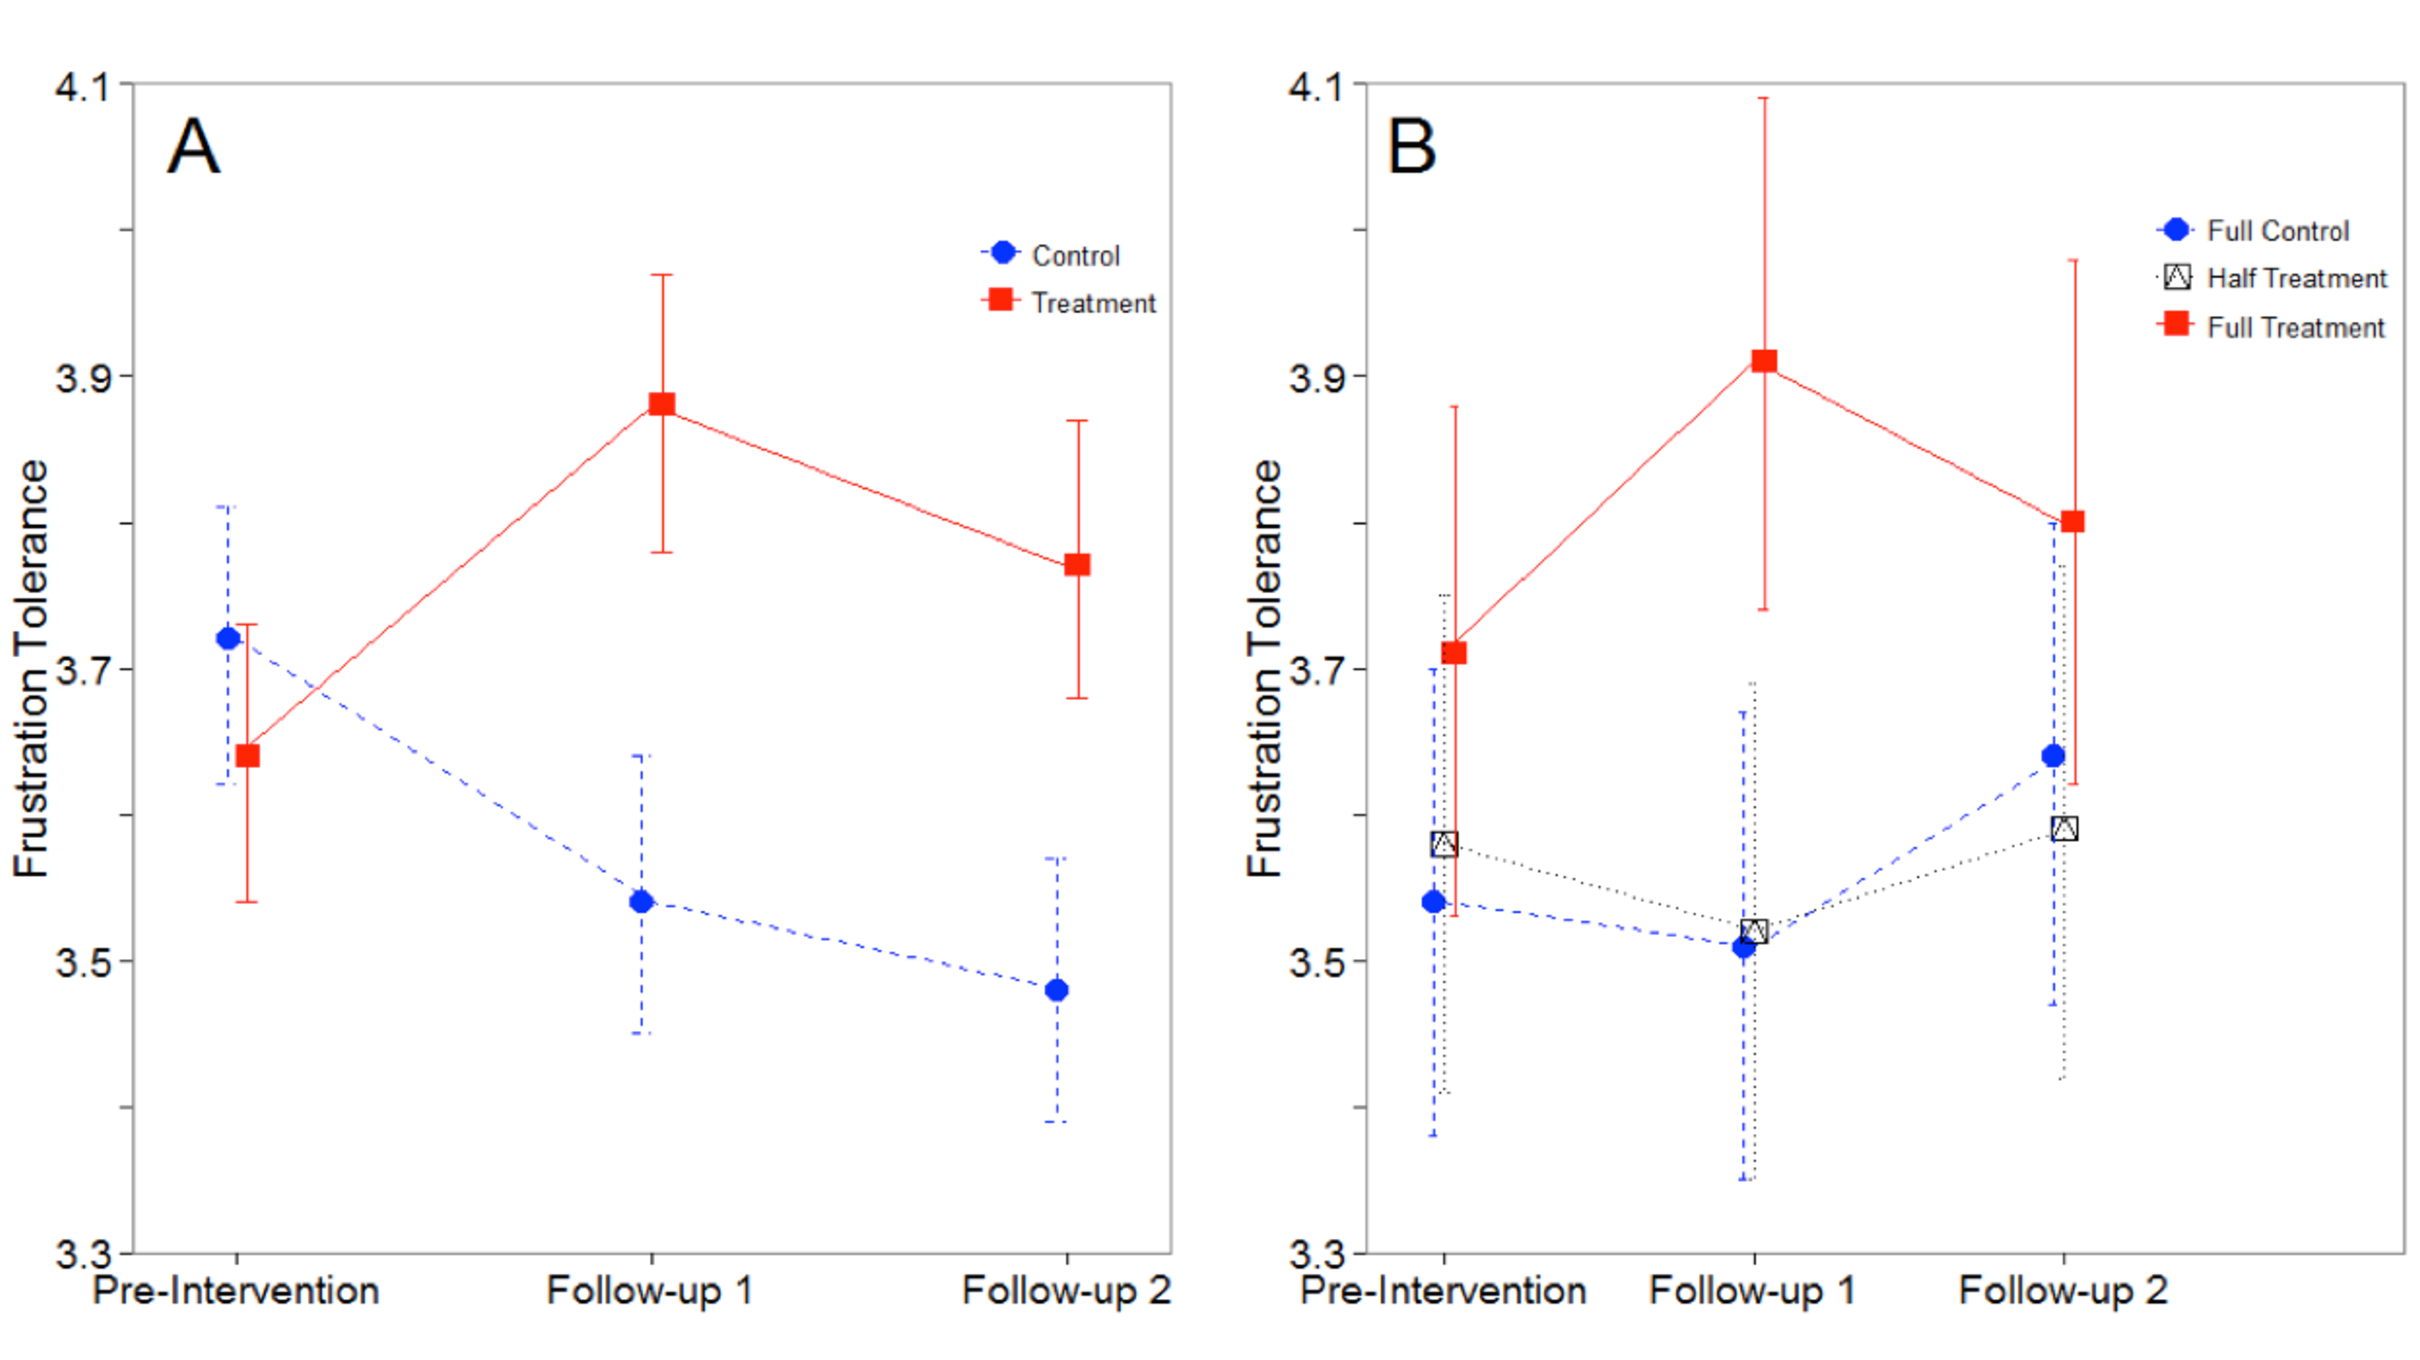 A
Control
Treatment
Frustration Tolerance
4.1
3.9
3.7
3.5
3.3
Pre-Intervention
Follow-up 1
Follow-up 2
B
Full Control
Half Treatment
Full Treatment
Frustration Tolerance
4.1
3.9
3.7
3.5
3.3
Pre-Intervention
Follow-up 1
Follow-up 2